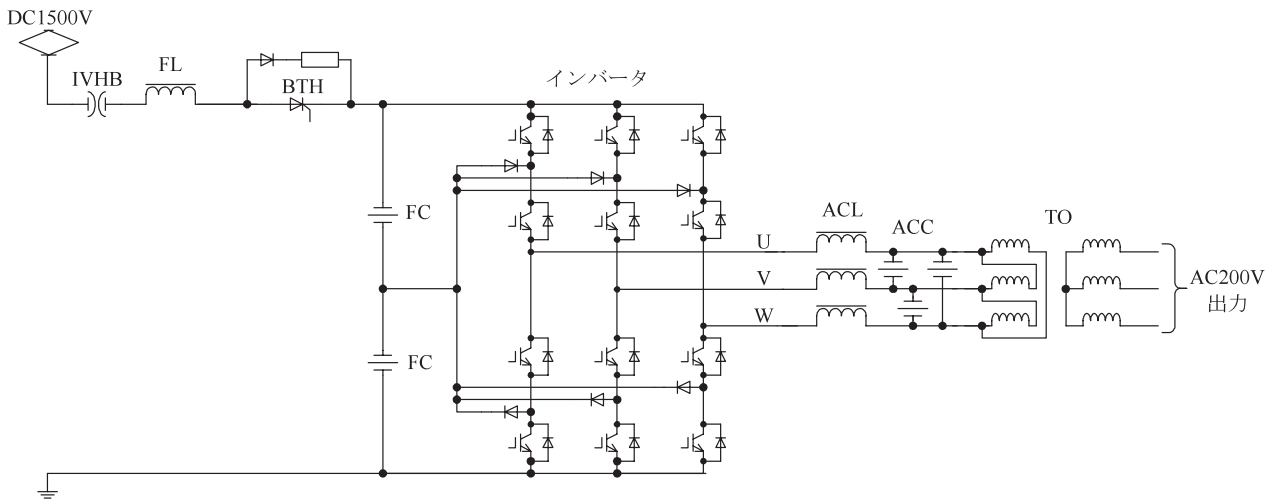 DC1500V
IVHB
FL
BTH
インバータ
FC
FC
U
V
W
ACL
ACC
TO
AC200V
出力